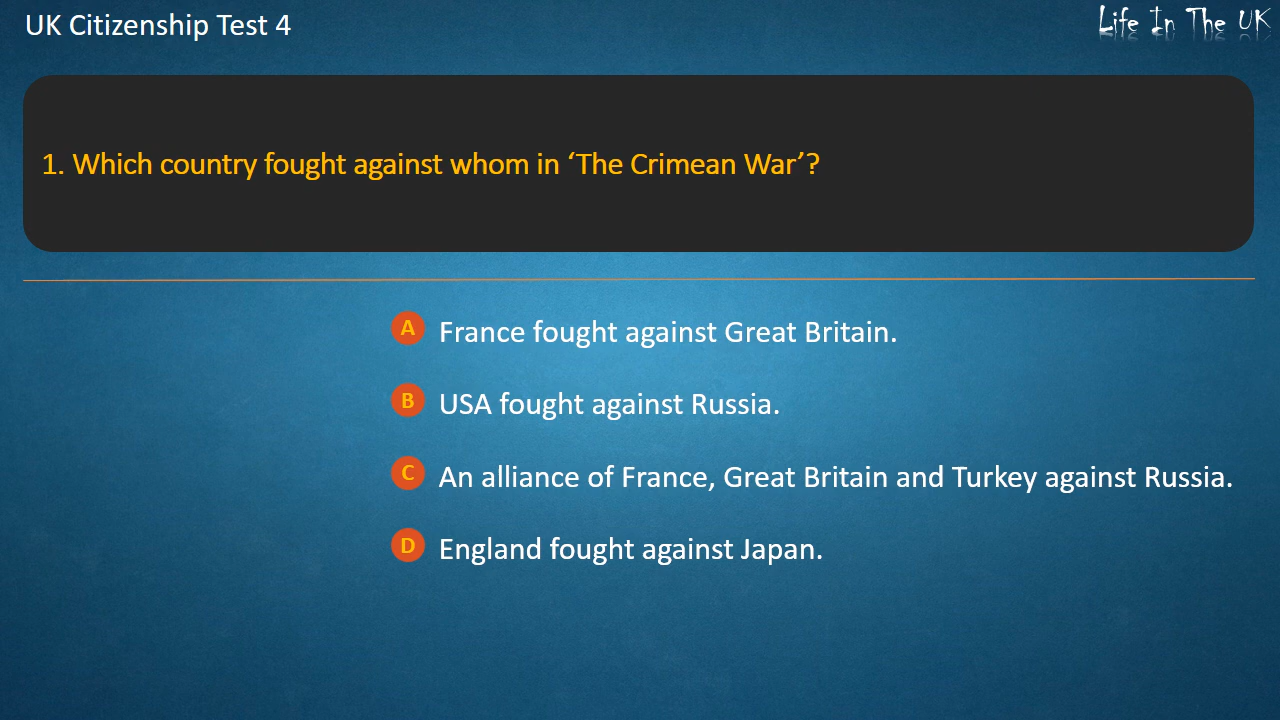 UK Citizenship Test 4
Life In The UK
1. Which country fought against whom in ‘The Crimean War’?
A France fought against Great Britain.
B USA fought against Russia.
C An alliance of France, Great Britain and Turkey against Russia.
D England fought against Japan.